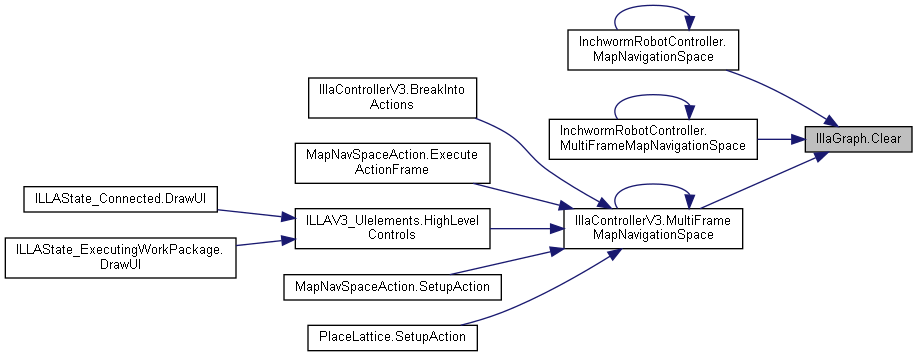 InchwormRobotController.
MapNavigationSpace
IllaControllerV3.BreakInto
Actions
InchwormRobotController.
MultiFrameMapNavigationSpace
IllaGraph.Clear
MapNavSpaceAction.Execute
ActionFrame
ILLAState_Connected.DrawUI
ILLAV3_UIelements.HighLevel
Controls
IllaControllerV3.MultiFrame
MapNavigationSpace
ILLAState_ExecutingWorkPackage.
DrawUI
MapNavSpaceAction.SetupAction
PlaceLattice.SetupAction